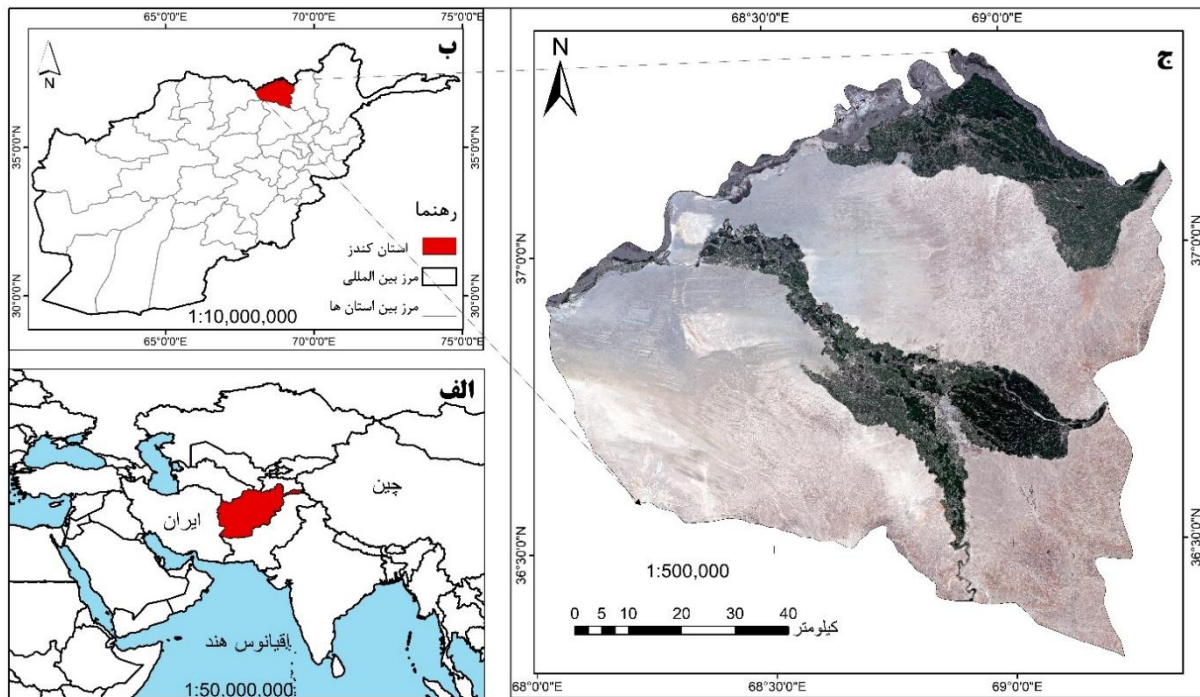 65°0'0"E 70°0'0"E 75°0'0"E
ب
N
35°0'0"N
30°0'0"N
35°0'0"N
30°0'0"N
رهنما
استان کندز
مرز بین المللی
مرز بین استان ها
1:10,000,000
65°0'0"E 70°0'0"E 75°0'0"E
الف
چین
ایران
اقیانوس هند
1:50.000.000
68°30'0"E 69°0'0"E
ج
N
37°0'0"N
36°30'0"N
37°0'0"N
36°30'0"N
1:500,000
0 5 10 20 30 40
کیلومتر
68°0'0"E 68°30'0"E 69°0'0"E